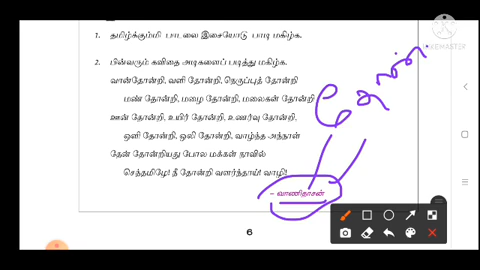 1. தமிழ்க்கும்மி பாடலை இசையோடு பாடி மகிழ்க.
2. பின்வரும் கவிதை அடிகளைப் படித்து மகிழ்க.
வான்தோன்றி, வளி தோன்றி, நெருப்புத் தோன்றி
மண் தோன்றி, மழை தோன்றி, மலைகள் தோன்றி
ஊன் தோன்றி, உயிர் தோன்றி, உணர்வு தோன்றி,
ஒளி தோன்றி, ஒலி தோன்றி, வாழ்ந்த அந்நாள்
தேன் தோன்றியது போல மக்கள் நாவில்
செந்தமிழே! நீ தோன்றி வளர்ந்தாய்! வாழி!
- வாணிதாசன்
6